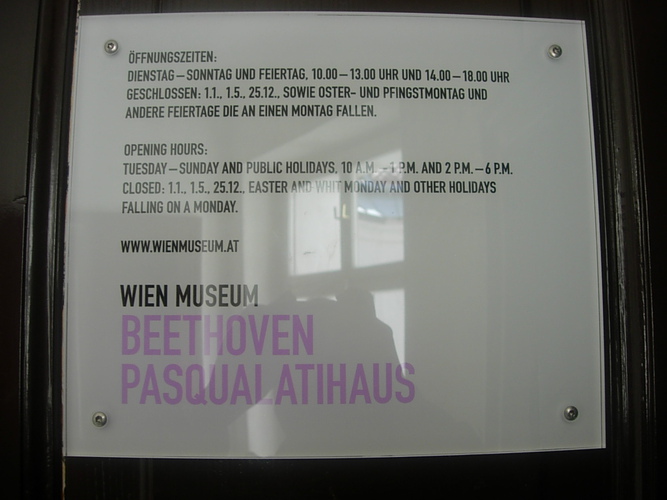 ÖFFNUNGSZEITEN:
DIENSTAG – SONNTAG UND FEIERTAG, 10.00 – 13.00 UHR UND 14.00 – 18.00 UHR
GESCHLOSSEN: 1.1., 1.5., 25.12., SOWIE OSTER- UND PFINGSTMONTAG UND
ANDERE FEIERTAGE DIE AN EINEN MONTAG FALLEN.
OPENING HOURS:
TUESDAY – SUNDAY AND PUBLIC HOLIDAYS, 10 A.M. – 1 P.M. AND 2 P.M. – 6 P.M.
CLOSED: 1.1., 1.5., 25.12., EASTER AND WHIT MONDAY AND OTHER HOLIDAYS
FALLING ON A MONDAY.
WWW.WIENMUSEUM.AT
WIEN MUSEUM
BEETHOVEN
PASQUALATIHAUS